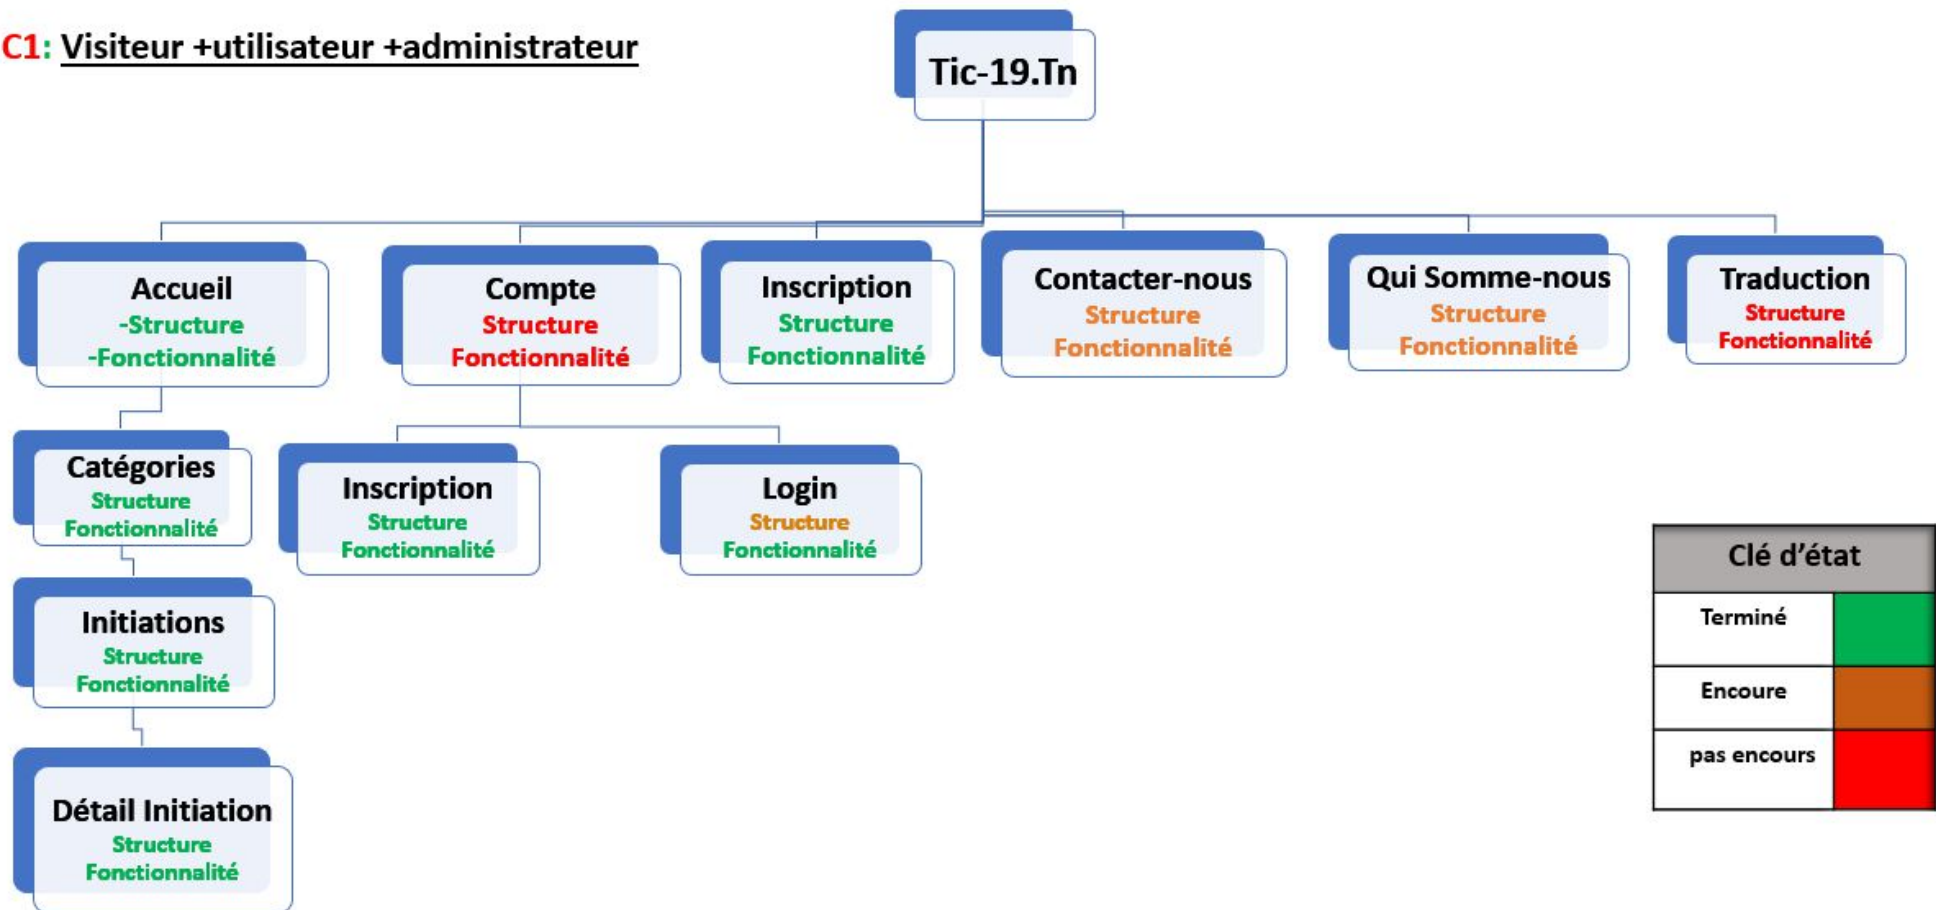 C1: Visiteur +utilisateur +administrateur
Tic-19.Tn
Accueil
-Structure
-Fonctionnalité
Compte
Structure
Fonctionnalité
Inscription
Structure
Fonctionnalité
Contacter-nous
Structure
Fonctionnalité
Qui Somme-nous
Structure
Fonctionnalité
Traduction
Structure
Fonctionnalité
Catégories
Structure
Fonctionnalité
Inscription
Structure
Fonctionnalité
Login
Structure
Fonctionnalité
Initiations
Structure
Fonctionnalité
Détail Initiation
Structure
Fonctionnalité
Clé d’état
Terminé
Encoure
pas encours